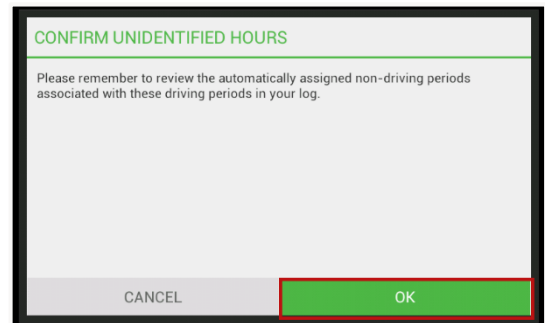 CONFIRM UNIDENTIFIED HOURS
Please remember to review the automatically assigned non-driving periods
associated with these driving periods in your log.
CANCEL
OK